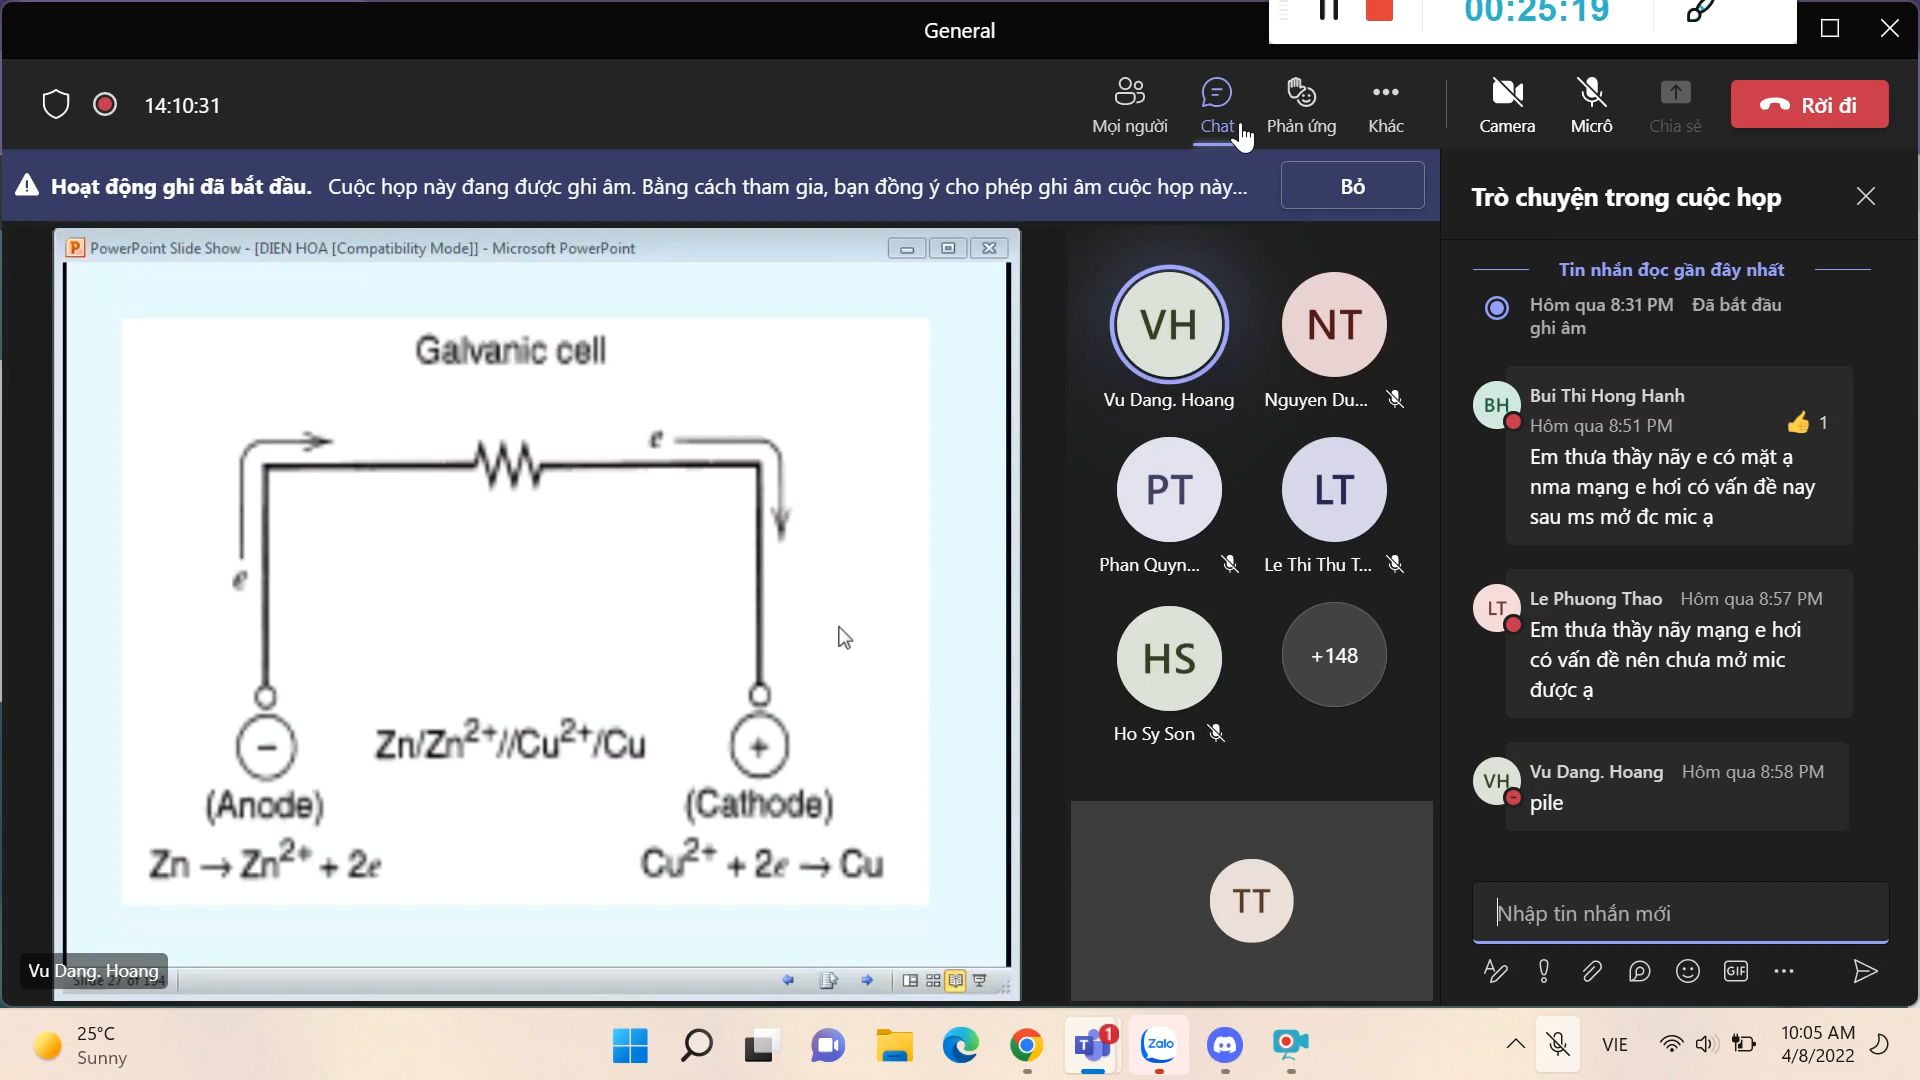 General
00:25:19
14:10:31
Mọi người
Chat
Phản ứng
Khác
Camera
Micrô
Chia sẻ
Rời đi
Hoạt động ghi đã bắt đầu. Cuộc họp này đang được ghi âm. Bằng cách tham gia, bạn đồng ý cho phép ghi âm cuộc họp này...
Bỏ
PowerPoint Slide Show - [DIEN HOA [Compatibility Mode]] - Microsoft PowerPoint
Galvanic cell
e
e
Zn/Zn²⁺//Cu²⁺/Cu
−
+
(Anode)
(Cathode)
Zn → Zn²⁺ + 2e
Cu²⁺ + 2e → Cu
Vu Dang. Hoang
VH
Vu Dang. Hoang
NT
Nguyen Du...
PT
Phan Quyn...
LT
Le Thi Thu T...
HS
Ho Sy Son
+148
TT
Trò chuyện trong cuộc họp
Tin nhắn đọc gần đây nhất
Hôm qua 8:31 PM Đã bắt đầu
ghi âm
BH
Bui Thi Hong Hanh
Hôm qua 8:51 PM
👍 1
Em thưa thầy nãy e có mặt ạ
nma mạng e hơi có vấn đề nay
sau ms mở đc mic ạ
LT
Le Phuong Thao Hôm qua 8:57 PM
Em thưa thầy nãy mạng e hơi
có vấn đề nên chưa mở mic
được ạ
VH
Vu Dang. Hoang Hôm qua 8:58 PM
pile
Nhập tin nhắn mới
GIF
25°C
Sunny
1
Zalo
VIE
10:05 AM
4/8/2022